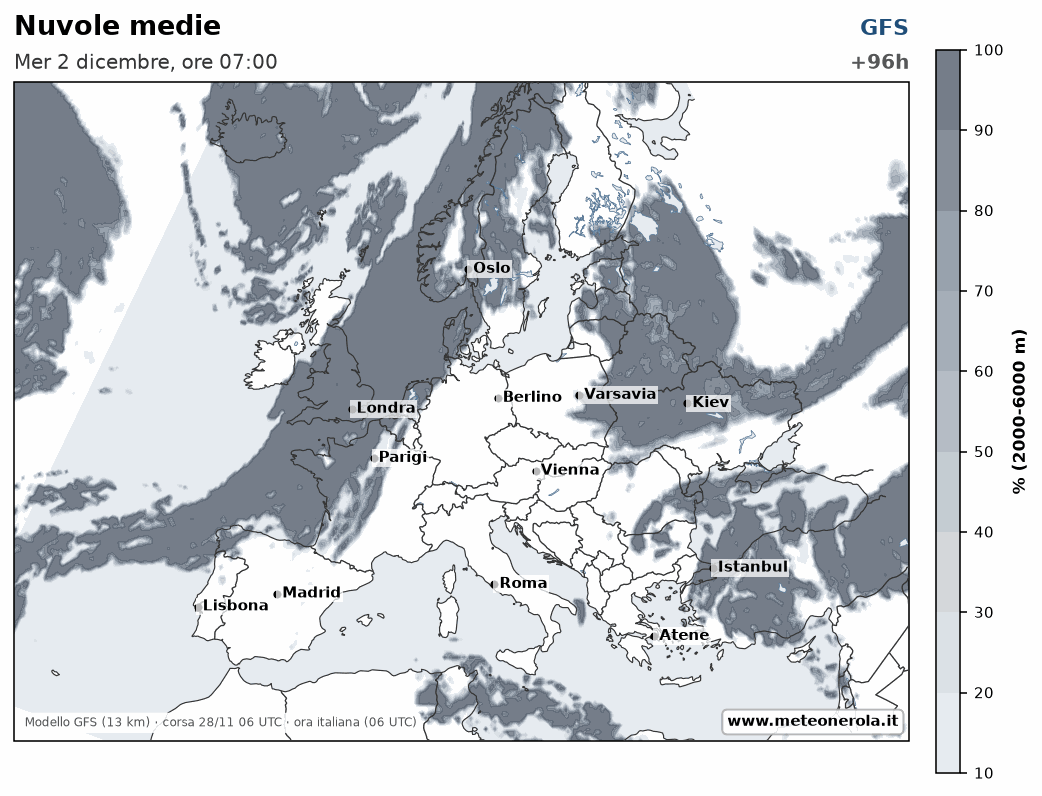 Nuvole medie
GFS
Mer 2 dicembre, ore 07:00
+96h
100
90
80
70
60
50
40
30
20
10
% (2000-6000 m)
Oslo
Londra
Berlino
Varsavia
Kiev
Parigi
Vienna
Istanbul
Roma
Madrid
Lisbona
Atene
Modello GFS (13 km) · corsa 28/11 06 UTC · ora italiana (06 UTC)
www.meteonerola.it